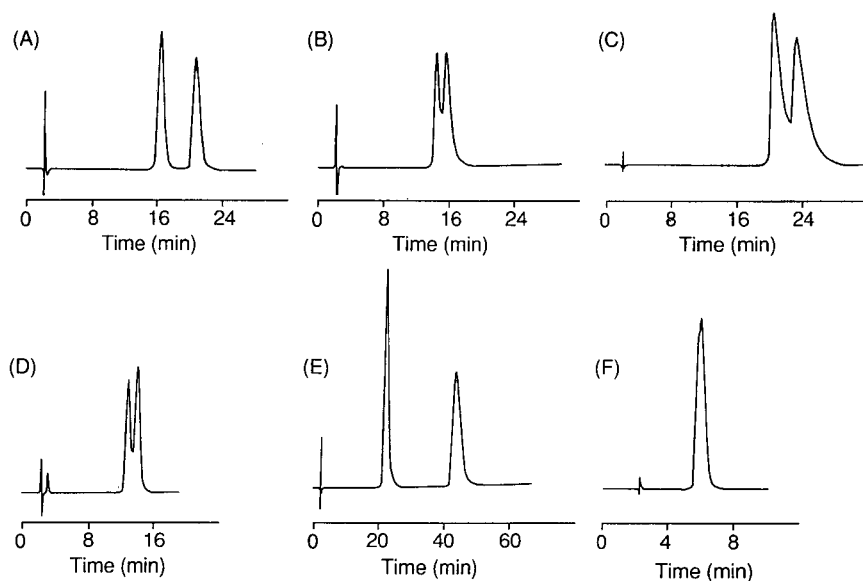 (A)
(B)
(C)
0 8 16 24
0 8 16 24
0 8 16 24
Time (min)
Time (min)
Time (min)
(D)
(E)
(F)
0 8 16
0 20 40 60
0 4 8
Time (min)
Time (min)
Time (min)